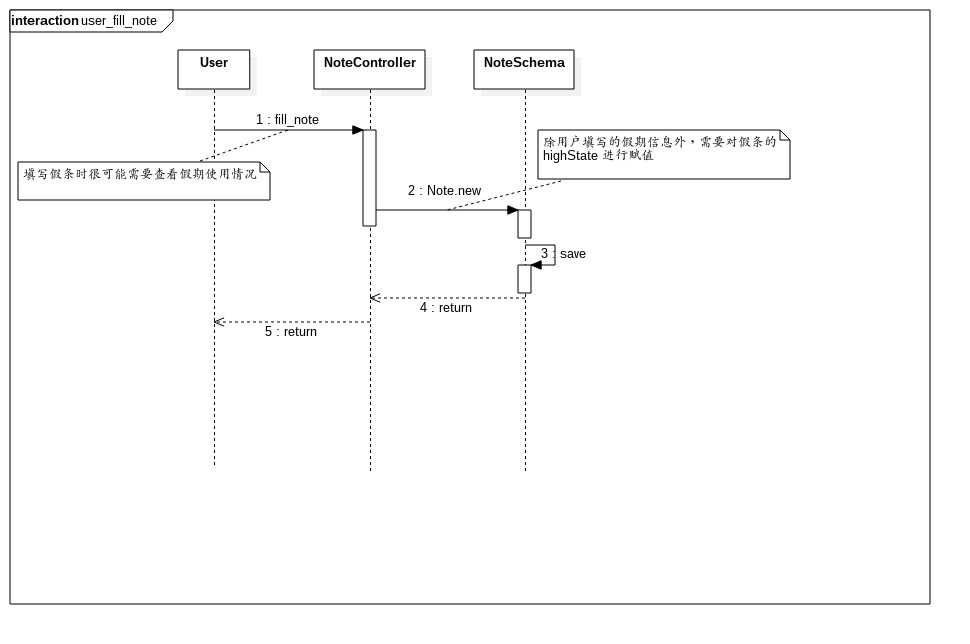 interaction user_fill_note
User
NoteController
NoteSchema
1 : fill_note
除用户填写的假期信息外，需要对假条的
highState 进行赋值
填写假条时很可能需要查看假期使用情况
2 : Note.new
3 : save
4 : return
5 : return